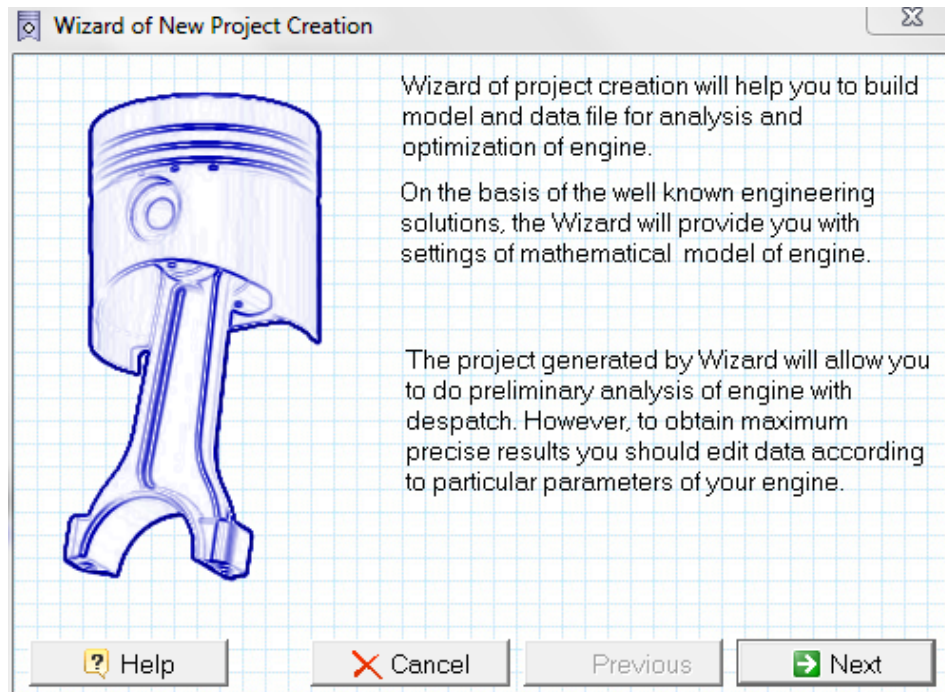 Wizard of New Project Creation
Wizard of project creation will help you to build
model and data file for analysis and
optimization of engine.
On the basis of the well known engineering
solutions, the Wizard will provide you with
settings of mathematical model of engine.
The project generated by Wizard will allow you
to do preliminary analysis of engine with
despatch. However, to obtain maximum
precise results you should edit data according
to particular parameters of your engine.
Help
Cancel
Previous
Next